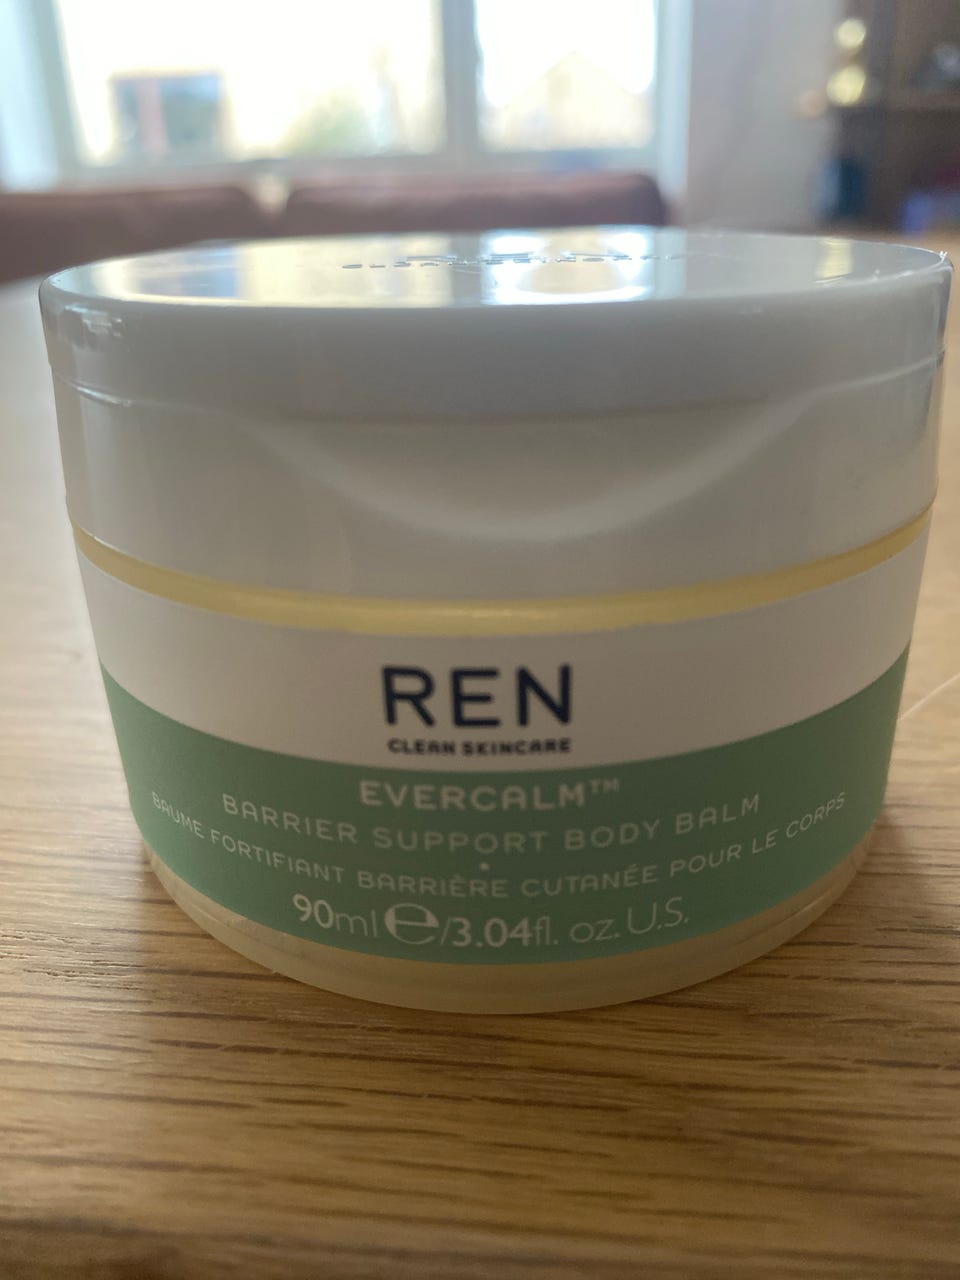 REN
CLEAN SKINCARE
EVERCALM™
BARRIER SUPPORT BODY BALM
•
BAUME FORTIFIANT BARRIÈRE CUTANÉE POUR LE CORPS
90ml ℮/3.04fl. oz. U.S.